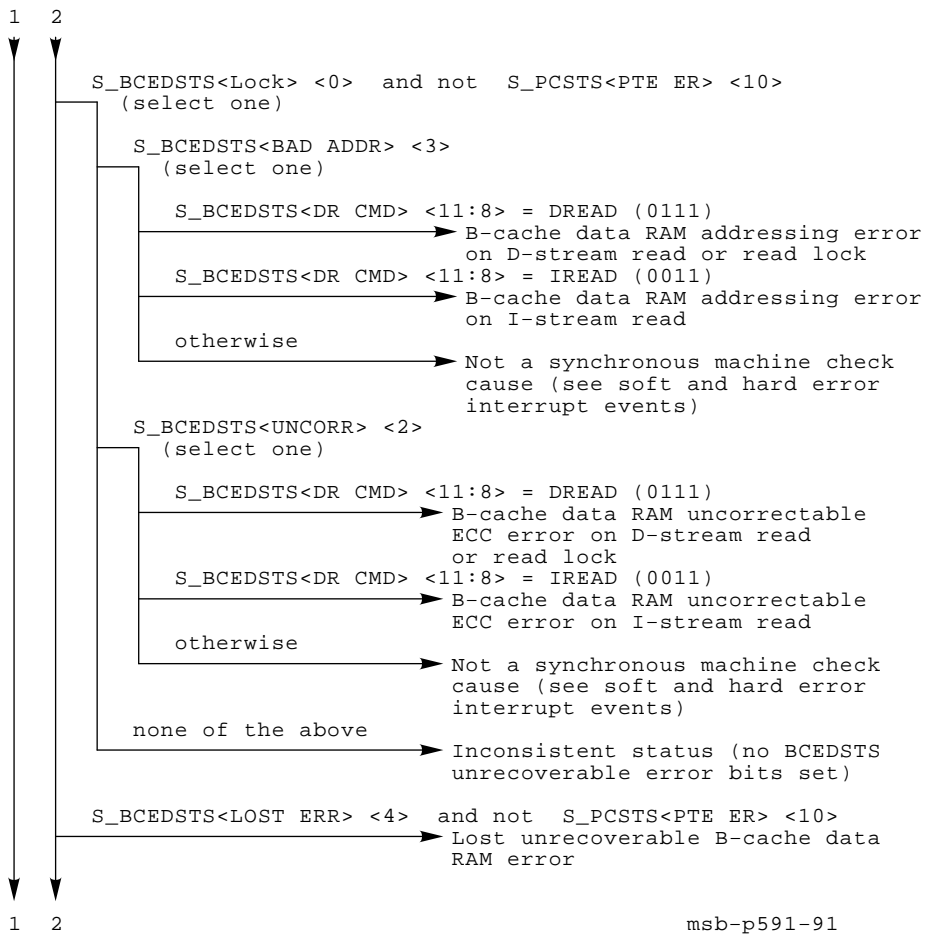 1 2
S_BCEDSTS<Lock> <0> and not S_PCSTS<PTE ER> <10>
(select one)
S_BCEDSTS<BAD ADDR> <3>
(select one)
S_BCEDSTS<DR CMD> <11:8> = DREAD (0111)
B-cache data RAM addressing error
on D-stream read or read lock
S_BCEDSTS<DR CMD> <11:8> = IREAD (0011)
B-cache data RAM addressing error
on I-stream read
otherwise
Not a synchronous machine check
cause (see soft and hard error
interrupt events)
S_BCEDSTS<UNCORR> <2>
(select one)
S_BCEDSTS<DR CMD> <11:8> = DREAD (0111)
B-cache data RAM uncorrectable
ECC error on D-stream read
or read lock
S_BCEDSTS<DR CMD> <11:8> = IREAD (0011)
B-cache data RAM uncorrectable
ECC error on I-stream read
otherwise
Not a synchronous machine check
cause (see soft and hard error
interrupt events)
none of the above
Inconsistent status (no BCEDSTS
unrecoverable error bits set)
S_BCEDSTS<LOST ERR> <4> and not S_PCSTS<PTE ER> <10>
Lost unrecoverable B-cache data
RAM error
1 2
msb-p591-91